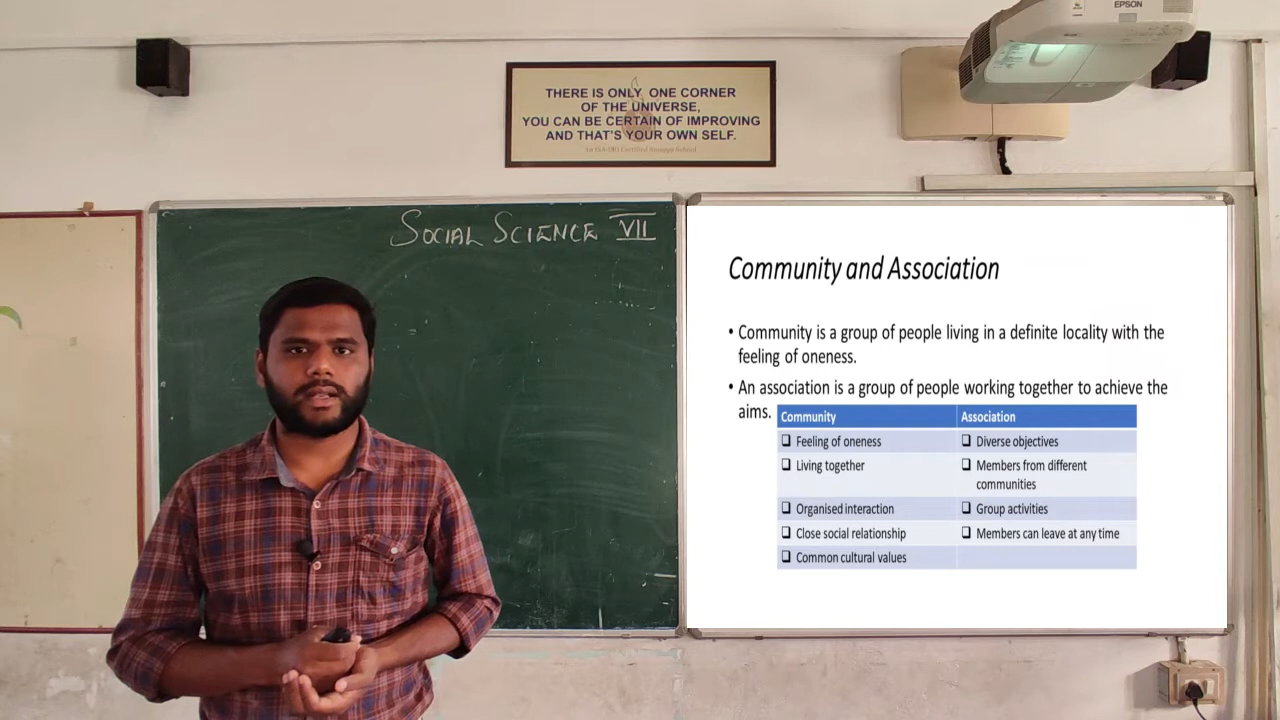 EPSON
THERE IS ONLY ONE CORNER
OF THE UNIVERSE,
YOU CAN BE CERTAIN OF IMPROVING
AND THAT'S YOUR OWN SELF.
SOCIAL SCIENCE VII
Community and Association
• Community is a group of people living in a definite locality with the
feeling of oneness.
• An association is a group of people working together to achieve the
aims.
Community Association
❑ Feeling of oneness ❑ Diverse objectives
❑ Living together ❑ Members from different
communities
❑ Organised interaction ❑ Group activities
❑ Close social relationship ❑ Members can leave at any time
❑ Common cultural values